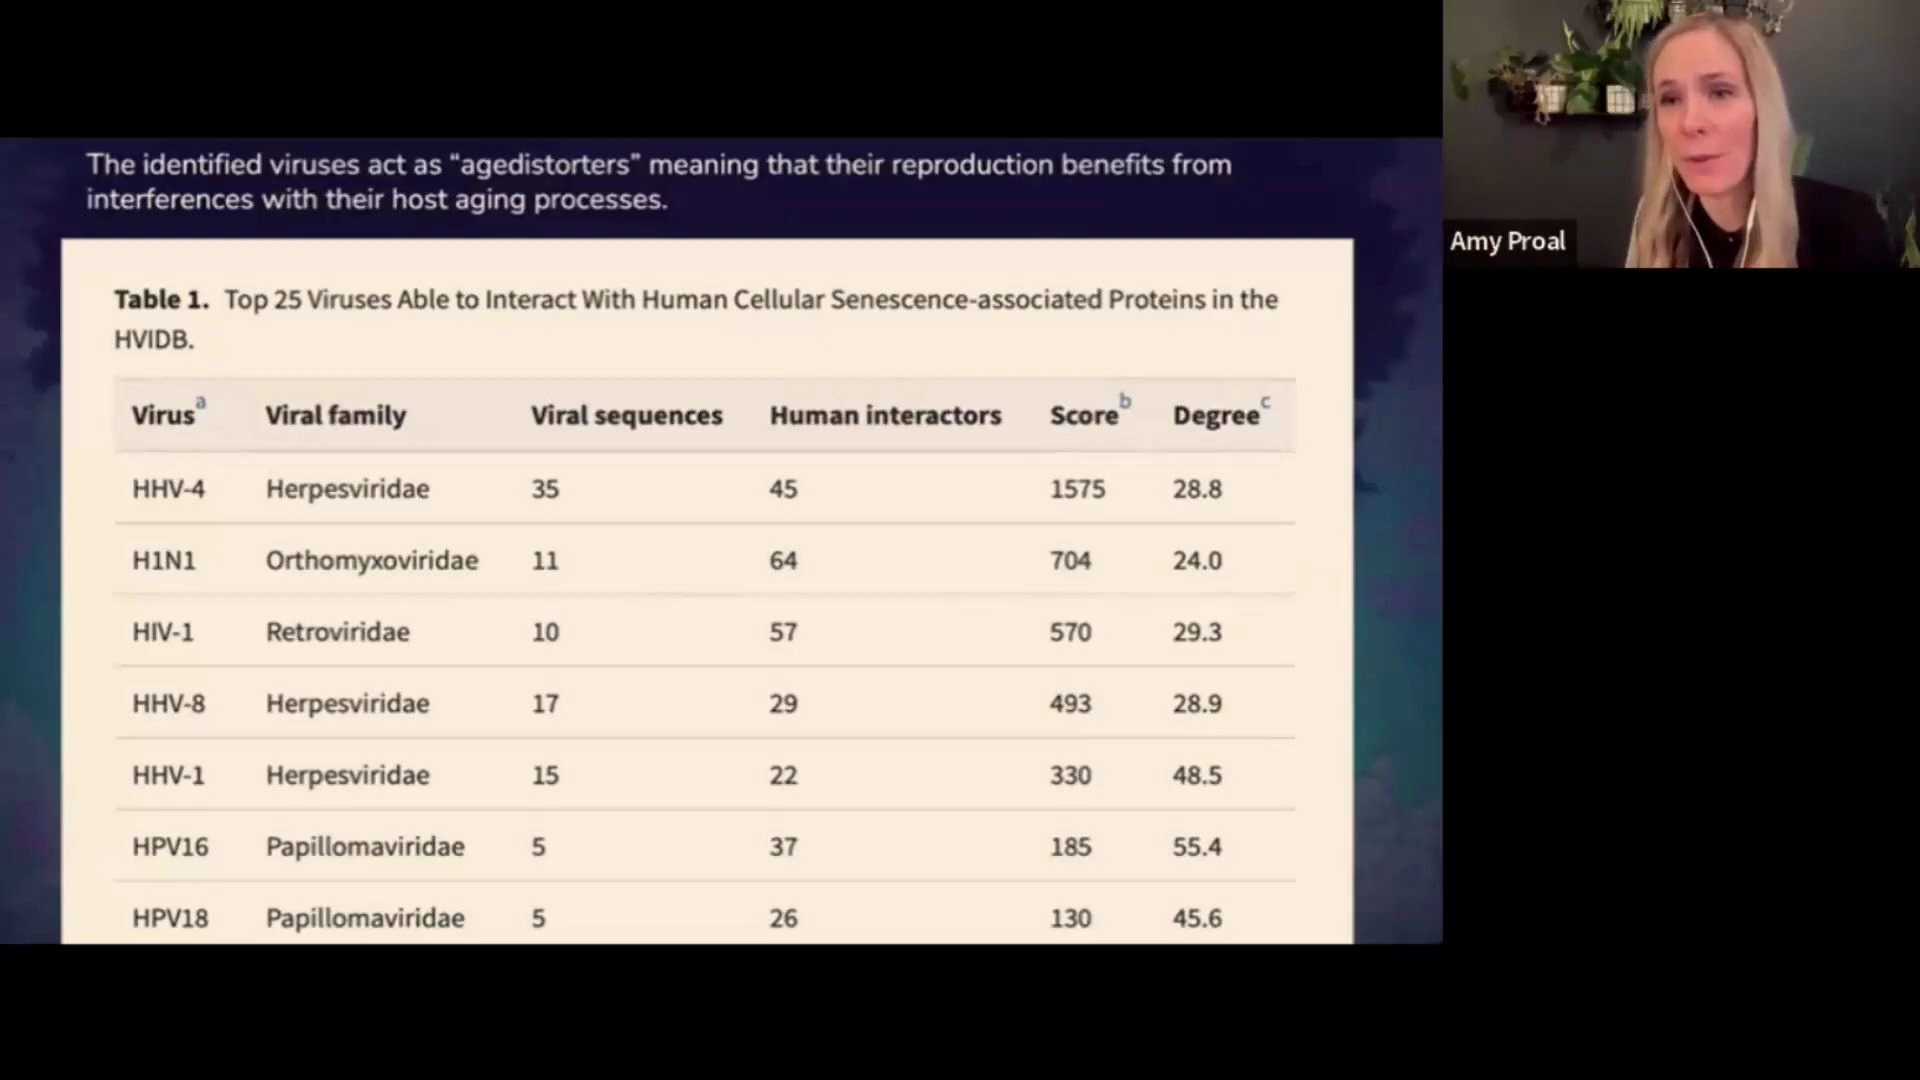 The identified viruses act as “agedistorters” meaning that their reproduction benefits from
interferences with their host aging processes.
Table 1. Top 25 Viruses Able to Interact With Human Cellular Senescence-associated Proteins in the
HVIDB.
Virus a Viral family Viral sequences Human interactors Score b Degree c
HHV-4 Herpesviridae 35 45 1575 28.8
H1N1 Orthomyxoviridae 11 64 704 24.0
HIV-1 Retroviridae 10 57 570 29.3
HHV-8 Herpesviridae 17 29 493 28.9
HHV-1 Herpesviridae 15 22 330 48.5
HPV16 Papillomaviridae 5 37 185 55.4
HPV18 Papillomaviridae 5 26 130 45.6
Amy Proal